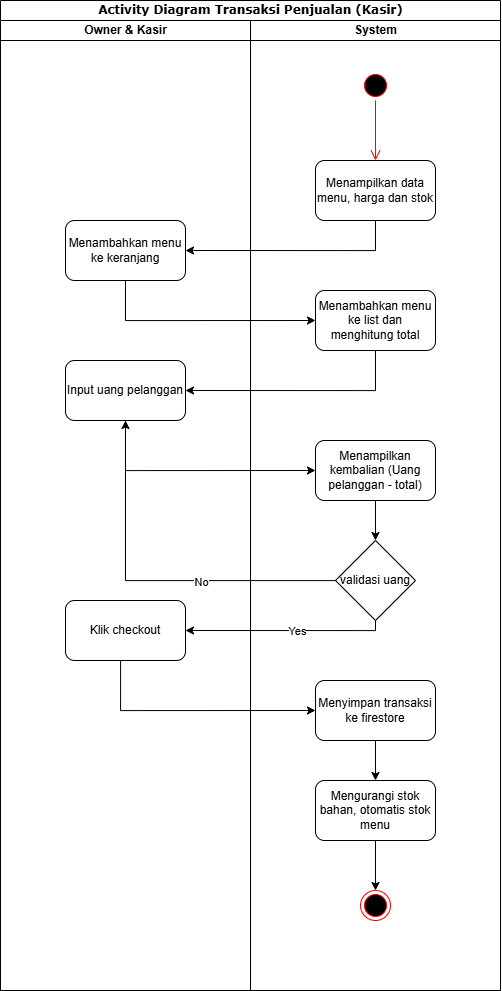 Activity Diagram Transaksi Penjualan (Kasir)
Owner & Kasir
System
Menampilkan data
menu, harga dan stok
Menambahkan menu
ke keranjang
Menambahkan menu
ke list dan
menghitung total
Input uang pelanggan
Menampilkan
kembalian (Uang
pelanggan - total)
validasi uang
No
Yes
Klik checkout
Menyimpan transaksi
ke firestore
Mengurangi stok
bahan, otomatis stok
menu